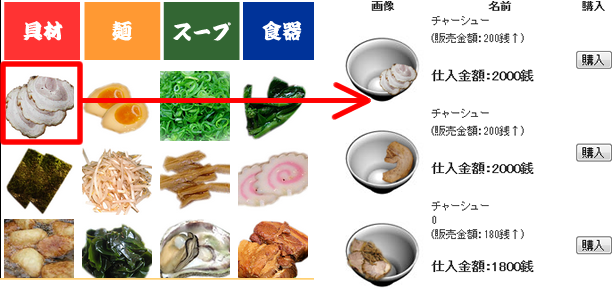 具材 麺 スープ 食器
画像 名前 購入
チャーシュー
(販売金額:200銭↑)
仕入金額:2000銭
購入
チャーシュー
(販売金額:200銭↑)
仕入金額:2000銭
購入
チャーシュー
0
(販売金額:180銭↑)
仕入金額:1800銭
購入